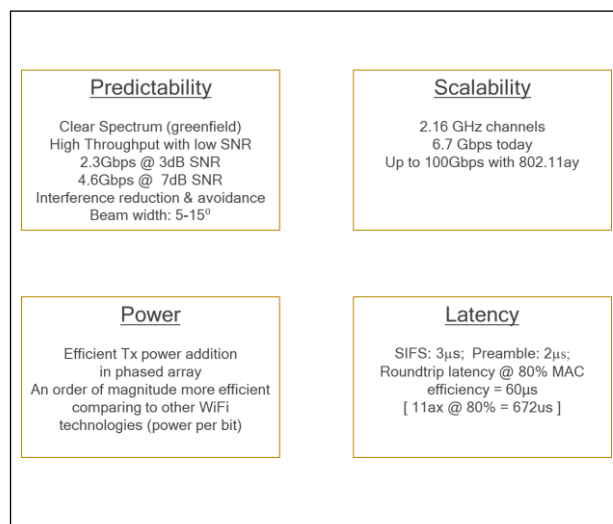 Predictability
Clear Spectrum (greenfield)
High Throughput with low SNR
2.3Gbps @ 3dB SNR
4.6Gbps @  7dB SNR
Interference reduction & avoidance
Beam width: 5-15⁰
Scalability
2.16 GHz channels
6.7 Gbps today
Up to 100Gbps with 802.11ay
Power
Efficient Tx power addition
in phased array
An order of magnitude more efficient
comparing to other WiFi
technologies (power per bit)
Latency
SIFS: 3μs;  Preamble: 2μs;
Roundtrip latency @ 80% MAC
efficiency = 60μs
[ 11ax @ 80% = 672us ]